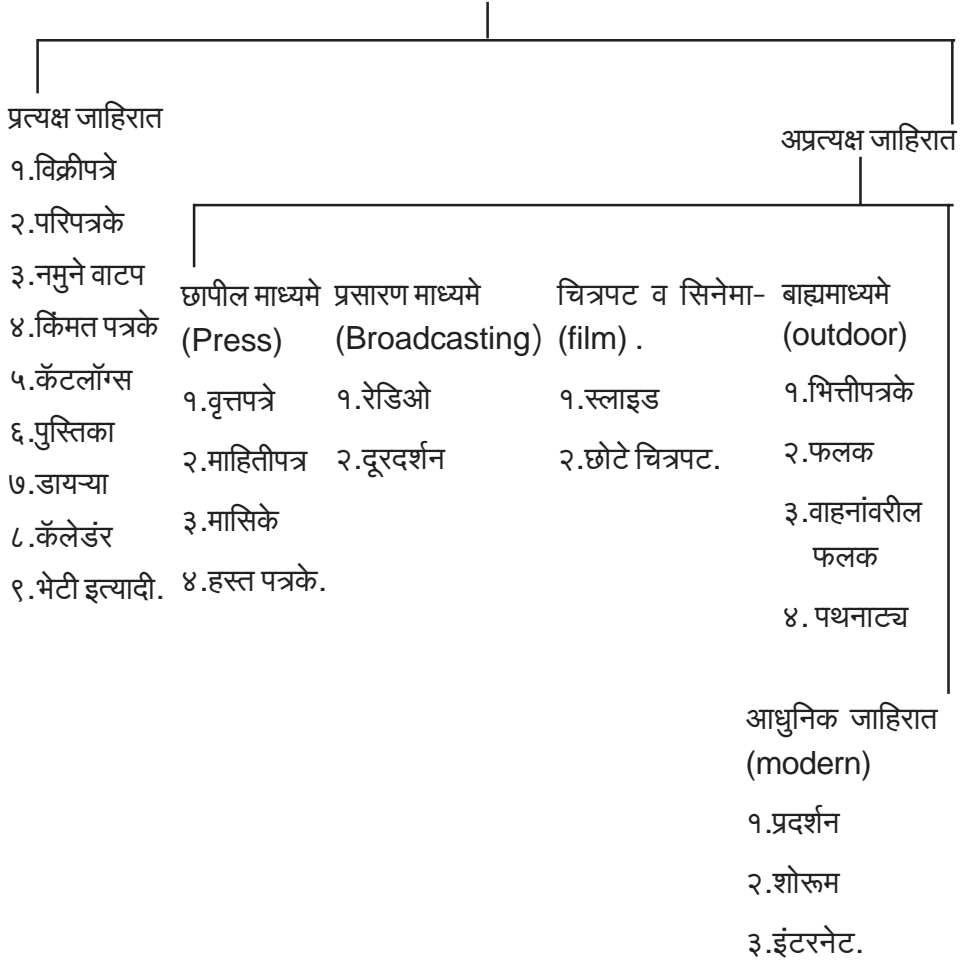 प्रत्यक्ष जाहिरात
१.विक्रीपत्रे
२.परिपत्रके
३.नमुने वाटप
४.किंमत पत्रके
५.कॅटलॉग्स
६.पुस्तिका
७.डायऱ्या
८.कॅलेडंर
९.भेटी इत्यादी.
अप्रत्यक्ष जाहिरात
छापील माध्यमे
(Press)
१.वृत्तपत्रे
२.माहितीपत्र
३.मासिके
४.हस्त पत्रके.
प्रसारण माध्यमे
(Broadcasting)
१.रेडिओ
२.दूरदर्शन
चित्रपट व सिनेमा-
(film) .
१.स्लाइड
२.छोटे चित्रपट.
बाह्यमाध्यमे
(outdoor)
१.भित्तीपत्रके
२.फलक
३.वाहनांवरील
फलक
४. पथनाट्य
आधुनिक जाहिरात
(modern)
१.प्रदर्शन
२.शोरूम
३.इंटरनेट.